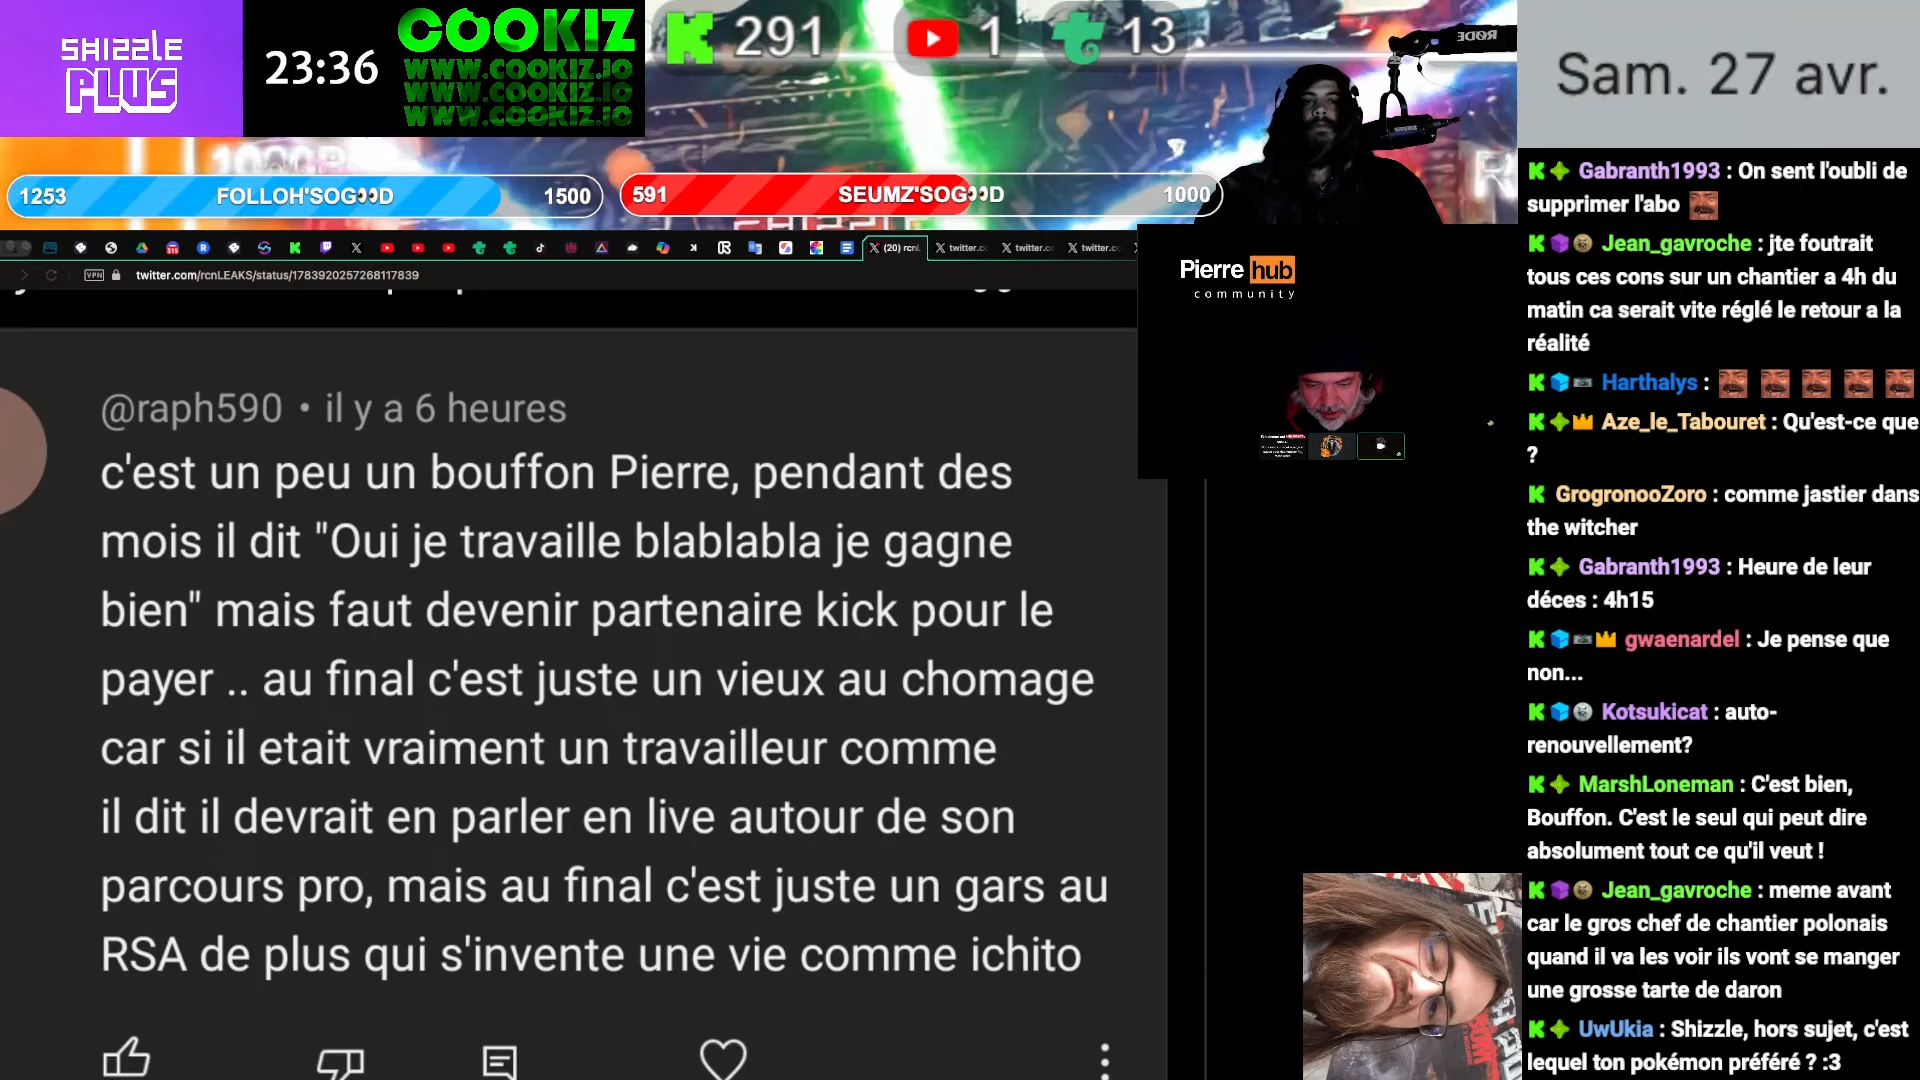 SHIZZLE
PLUS
23:36
COOKIZ
WWW.COOKIZ.IO
WWW.COOKIZ.IO
WWW.COOKIZ.IO
291
1
13
RØDE
Sam. 27 avr.
1253 FOLLOH'SOG👀D 1500
591 SEUMZ'SOG👀D 1000
(20) rcnL
twitter.c
twitter.c
twitter.c
VPN
twitter.com/rcnLEAKS/status/1783920257268117839
Pierre hub
community
@raph590 • il y a 6 heures
c'est un peu un bouffon Pierre, pendant des
mois il dit "Oui je travaille blablabla je gagne
bien" mais faut devenir partenaire kick pour le
payer .. au final c'est juste un vieux au chomage
car si il etait vraiment un travailleur comme
il dit il devrait en parler en live autour de son
parcours pro, mais au final c'est juste un gars au
RSA de plus qui s'invente une vie comme ichito
Gabranth1993 : On sent l'oubli de
supprimer l'abo
Jean_gavroche : jte foutrait
tous ces cons sur un chantier a 4h du
matin ca serait vite réglé le retour a la
réalité
Harthalys :
Aze_le_Tabouret : Qu'est-ce que
?
GrogronooZoro : comme jastier dans
the witcher
Gabranth1993 : Heure de leur
déces : 4h15
gwaenardel : Je pense que
non...
Kotsukicat : auto-
renouvellement?
MarshLoneman : C'est bien,
Bouffon. C'est le seul qui peut dire
absolument tout ce qu'il veut !
Jean_gavroche : meme avant
car le gros chef de chantier polonais
quand il va les voir ils vont se manger
une grosse tarte de daron
UwUkia : Shizzle, hors sujet, c'est
lequel ton pokémon préféré ? :3